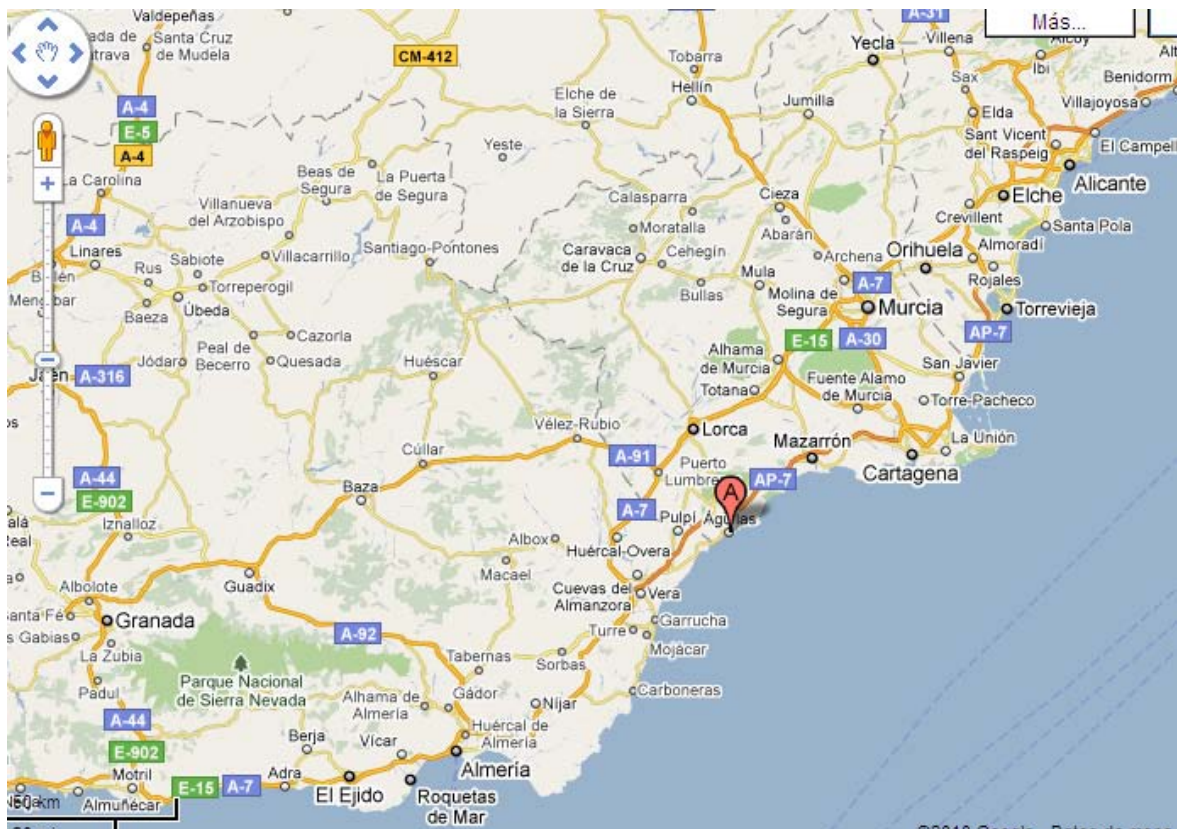 Valdepeñas
Santa Cruz
de Mudela
CM-412
A-31
Más...
Yecla
Villena
Alcoy
Tobarra
Hellín
Elche de
la Sierra
Jumilla
Sax
Ibi
Benidorm
Villajoyosa
Elda
A-4
E-5
A-4
Yeste
Sant Vicent
del Raspeig
El Campell
Alicante
La Carolina
Beas de
Segura
La Puerta
de Segura
Villanueva
del Arzobispo
Calasparra
Cieza
Elche
Crevillent
Santa Pola
A-4
Linares
Sabiote
Villacarrillo
Santiago-Pontones
Moratalla
Abarán
Caravaca
de la Cruz
Cehegín
Archena
Orihuela
Almoradí
Rus
Torreperogil
Baeza
Úbeda
Bullas
Mula
Molina de
Segura
A-7
Murcia
Rojales
Torrevieja
Cazorla
Peal de
Becerro
Quesada
Jódar
Huéscar
E-15
A-30
AP-7
Alhama
de Murcia
San Javier
Jaén
A-316
Totana
Fuente Alamo
de Murcia
Torre-Pacheco
Vélez-Rubio
Lorca
Mazarrón
La Unión
Cúllar
A-91
Puerto
Cartagena
A-44
E-902
Baza
A
AP-7
Iznalloz
A-7
Pulpí
Águilas
Albox
Huércal-Overa
Macael
Albolote
Guadix
Cuevas del
Almanzora
Vera
Santa Fé
Granada
Garrucha
A-92
Turre
Mojácar
La Zubia
Tabernas
Sorbas
Padul
Parque Nacional
de Sierra Nevada
Alhama de
Almería
Gádor
Níjar
Carboneras
A-44
Huércal de
Almería
E-902
Berja
Vícar
Almería
Motril
E-15
A-7
Adra
El Ejido
Roquetas
de Mar
50 km
Almuñécar